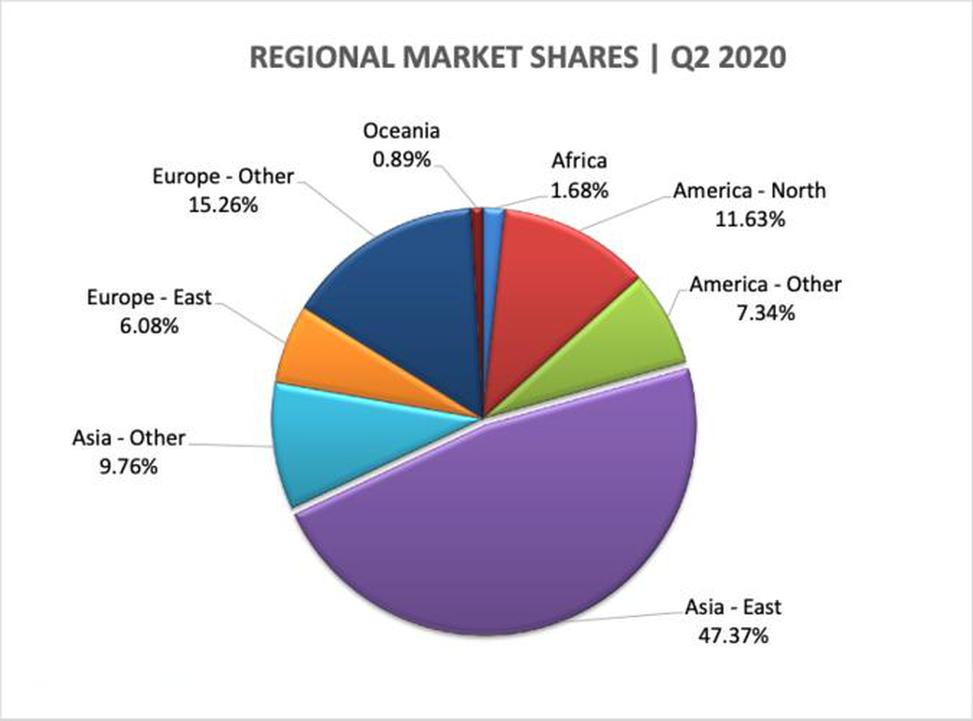 REGIONAL MARKET SHARES | Q2 2020
Oceania
0.89%
Africa
1.68%
Europe - Other
15.26%
America - North
11.63%
America - Other
7.34%
Europe - East
6.08%
Asia - Other
9.76%
Asia - East
47.37%